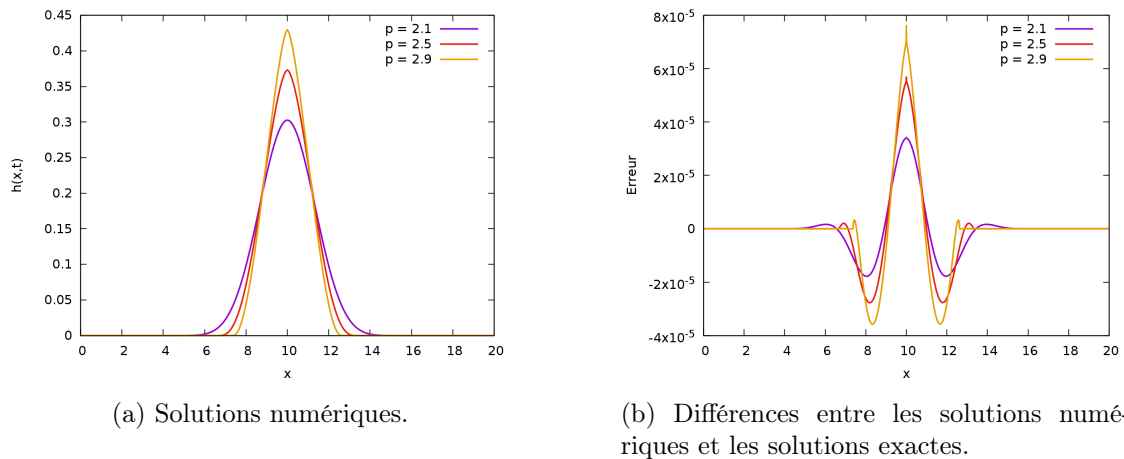 0.45
0.4
0.35
0.3
0.25
0.2
0.15
0.1
0.05
0
h(x,t)
0 2 4 6 8 10 12 14 16 18 20
x
p = 2.1
p = 2.5
p = 2.9
(a) Solutions numériques.
8x10-5
6x10-5
4x10-5
2x10-5
0
-2x10-5
-4x10-5
Erreur
0 2 4 6 8 10 12 14 16 18 20
x
p = 2.1
p = 2.5
p = 2.9
(b) Différences entre les solutions numé-
riques et les solutions exactes.